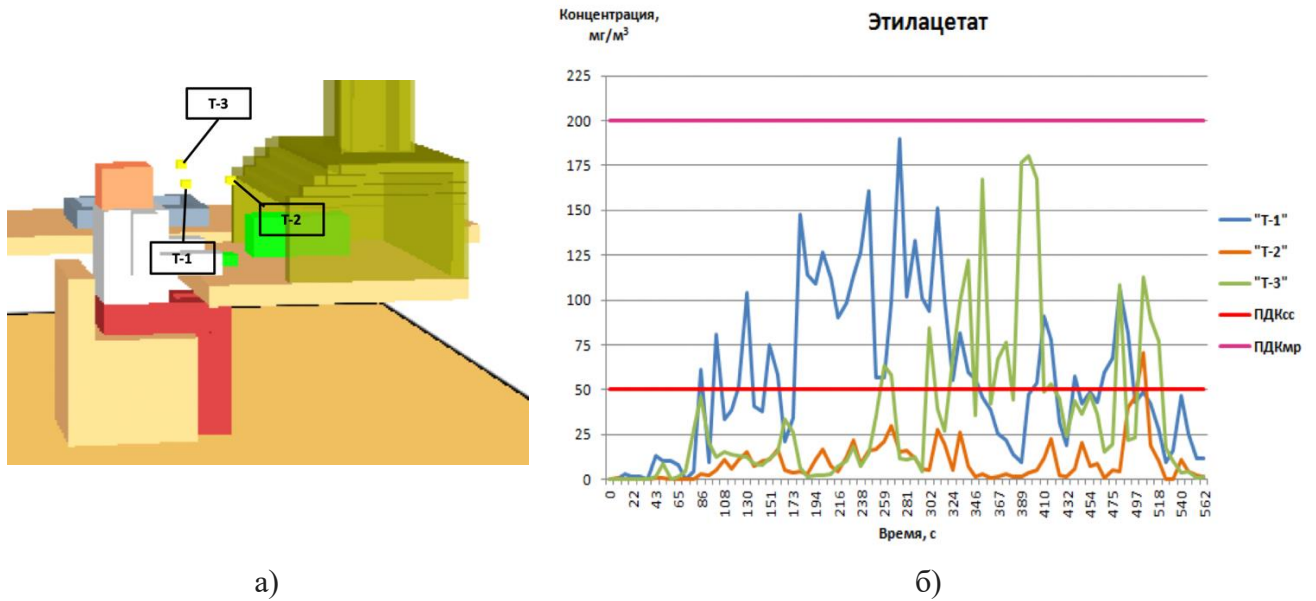 T-3
T-2
T-1
а)
Концентрация,
мг/м³
Этилацетат
225
200
175
150
125
100
75
50
25
0
0 22 43 65 86 108 130 151 173 194 216 238 259 281 302 324 346 367 389 410 432 454 475 497 518 540 562
Время, с
"Т-1"
"Т-2"
"Т-3"
ПДКсс
ПДКмр
б)